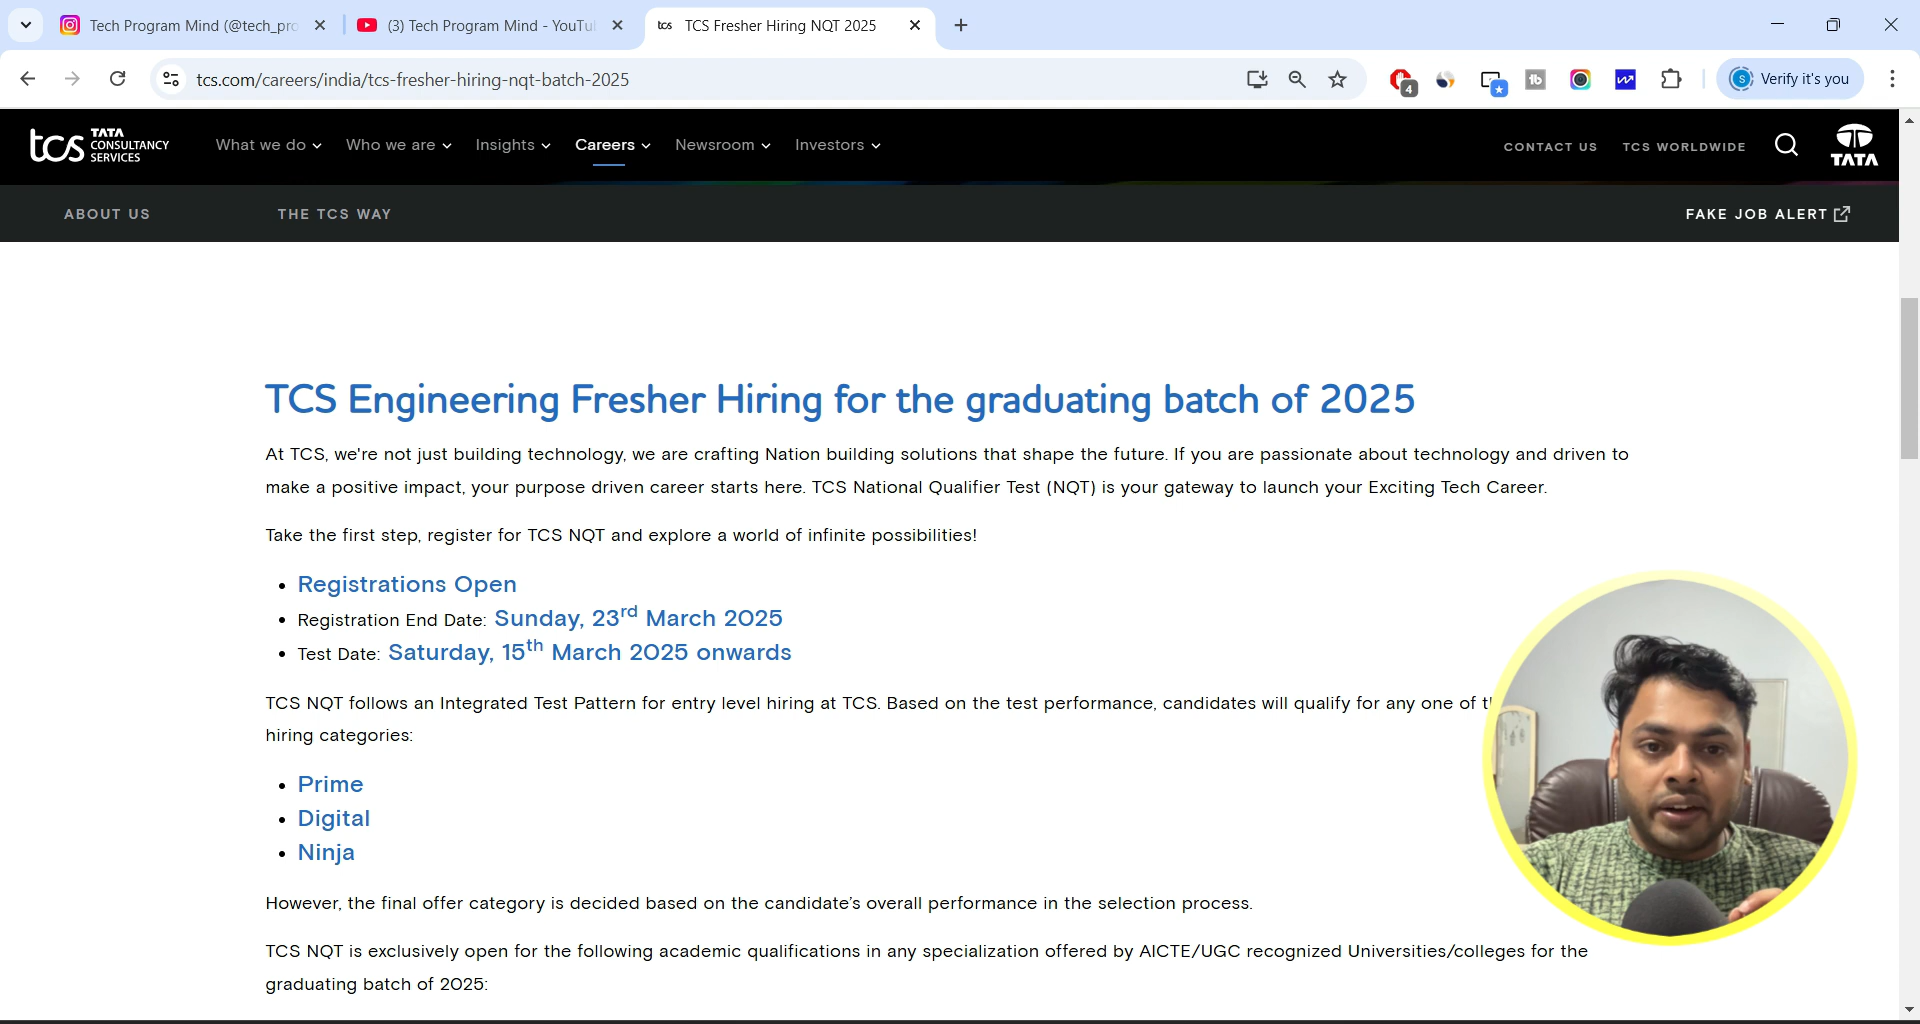 Tech Program Mind (@tech_pro
(3) Tech Program Mind - YouTu
tcs TCS Fresher Hiring NQT 2025
tcs.com/careers/india/tcs-fresher-hiring-nqt-batch-2025
4
tb
S Verify it's you
tcs TATA CONSULTANCY SERVICES
What we do
Who we are
Insights
Careers
Newsroom
Investors
CONTACT US
TCS WORLDWIDE
TATA
ABOUT US
THE TCS WAY
FAKE JOB ALERT
TCS Engineering Fresher Hiring for the graduating batch of 2025
At TCS, we're not just building technology, we are crafting Nation building solutions that shape the future. If you are passionate about technology and driven to
make a positive impact, your purpose driven career starts here. TCS National Qualifier Test (NQT) is your gateway to launch your Exciting Tech Career.
Take the first step, register for TCS NQT and explore a world of infinite possibilities!
• Registrations Open
• Registration End Date: Sunday, 23rd March 2025
• Test Date: Saturday, 15th March 2025 onwards
TCS NQT follows an Integrated Test Pattern for entry level hiring at TCS. Based on the test performance, candidates will qualify for any one of
hiring categories:
• Prime
• Digital
• Ninja
However, the final offer category is decided based on the candidate’s overall performance in the selection process.
TCS NQT is exclusively open for the following academic qualifications in any specialization offered by AICTE/UGC recognized Universities/colleges for the
graduating batch of 2025: